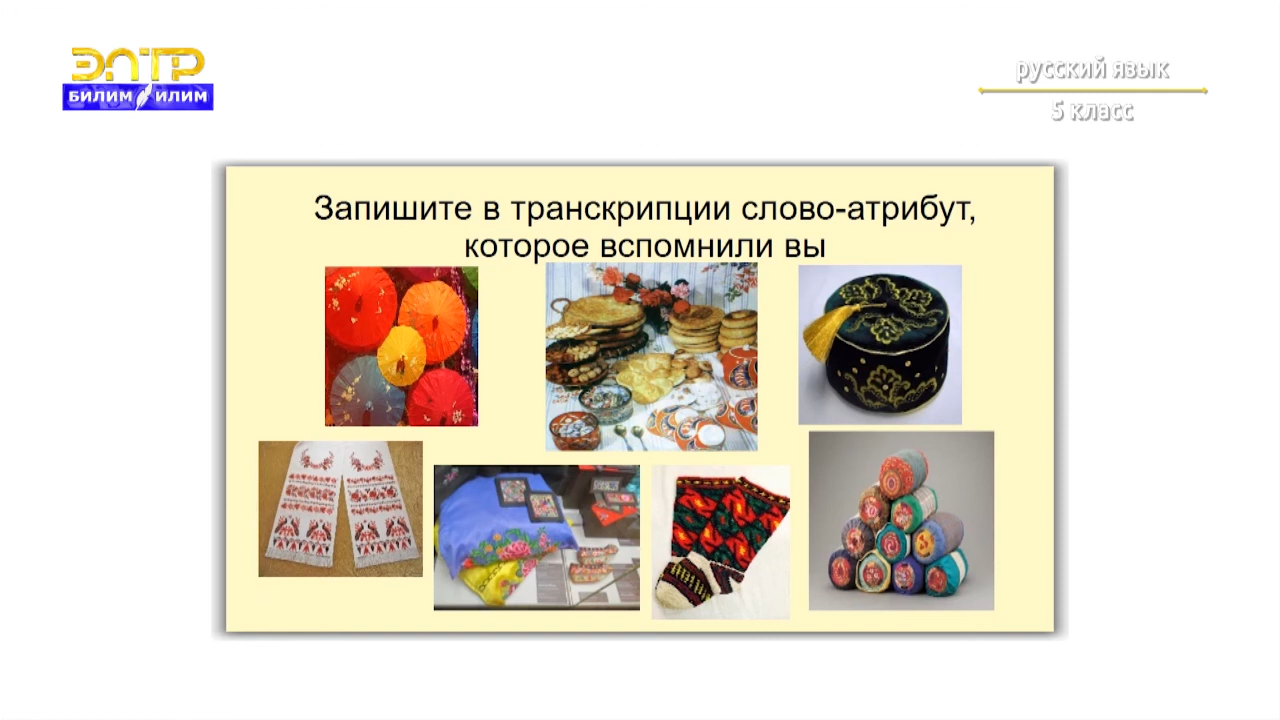 ЭЛТР
БИЛИМ ИЛИМ
русский язык
5 класс
Запишите в транскрипции слово-атрибут,
которое вспомнили вы